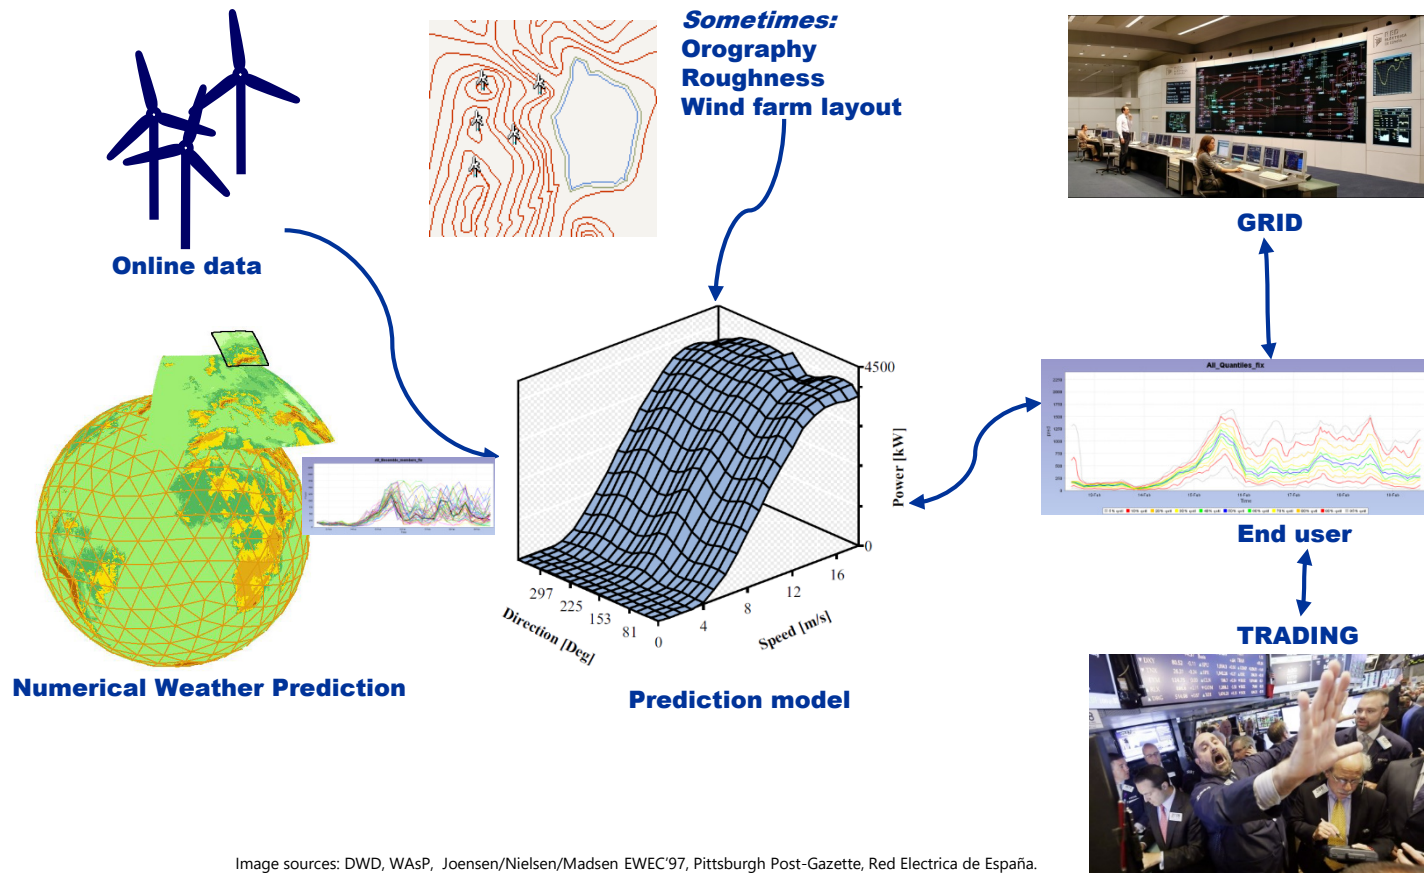 Sometimes:
Orography
Roughness
Wind farm layout
Online data
GRID
All_Quantiles_fix
4500
Power [kW]
0
16
12
8
4
0
Speed [m/s]
297
225
153
81
Direction [Deg]
Time
End user
TRADING
Numerical Weather Prediction
Prediction model
Image sources: DWD, WAsP, Joensen/Nielsen/Madsen EWEC'97, Pittsburgh Post-Gazette, Red Electrica de España.